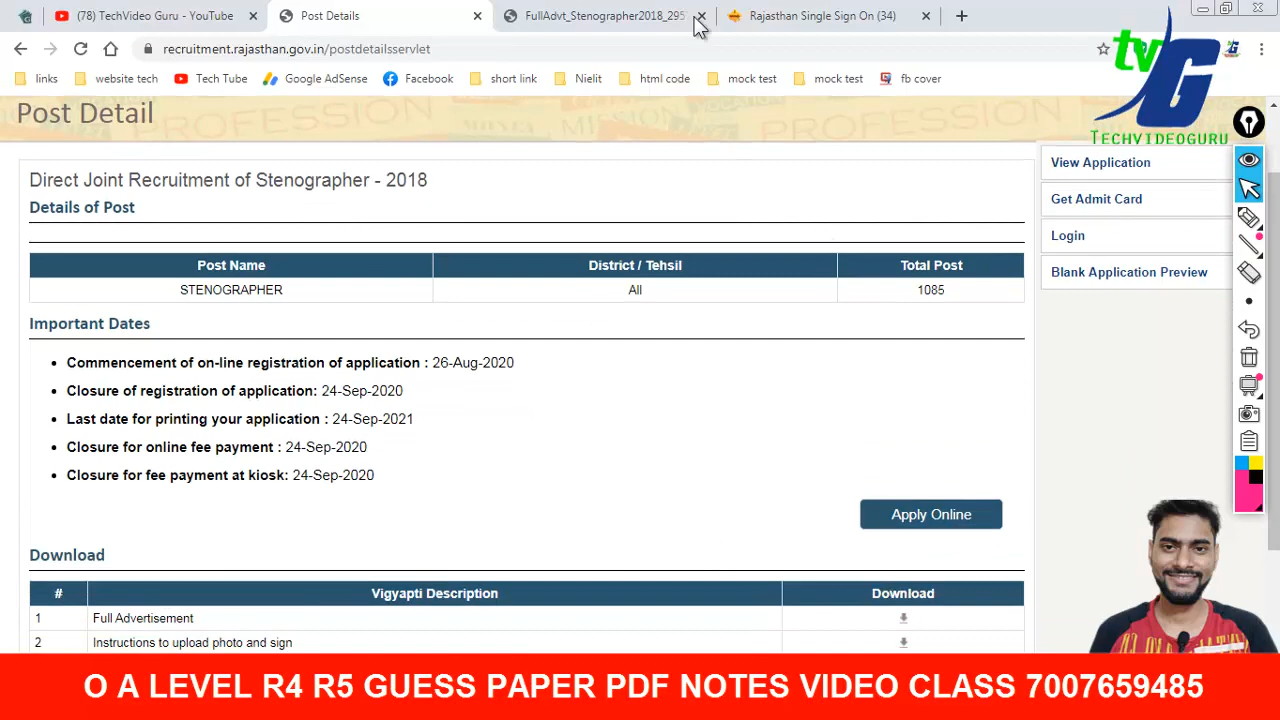 (78) TechVideo Guru - YouTube
Post Details
FullAdvt_Stenographer2018_295
Rajasthan Single Sign On (34)
recruitment.rajasthan.gov.in/postdetailsservlet
links
website tech
Tech Tube
Google AdSense
Facebook
short link
Nielit
html code
mock test
mock test
fb cover
tvG
TECHVIDEOGURU
Post Detail
View Application
Get Admit Card
Login
Blank Application Preview
Direct Joint Recruitment of Stenographer - 2018
Details of Post
Post Name District / Tehsil Total Post
STENOGRAPHER All 1085
Important Dates
Commencement of on-line registration of application : 26-Aug-2020
Closure of registration of application: 24-Sep-2020
Last date for printing your application : 24-Sep-2021
Closure for online fee payment : 24-Sep-2020
Closure for fee payment at kiosk: 24-Sep-2020
Apply Online
Download
# Vigyapti Description Download
1 Full Advertisement
2 Instructions to upload photo and sign
O A LEVEL R4 R5 GUESS PAPER PDF NOTES VIDEO CLASS 7007659485